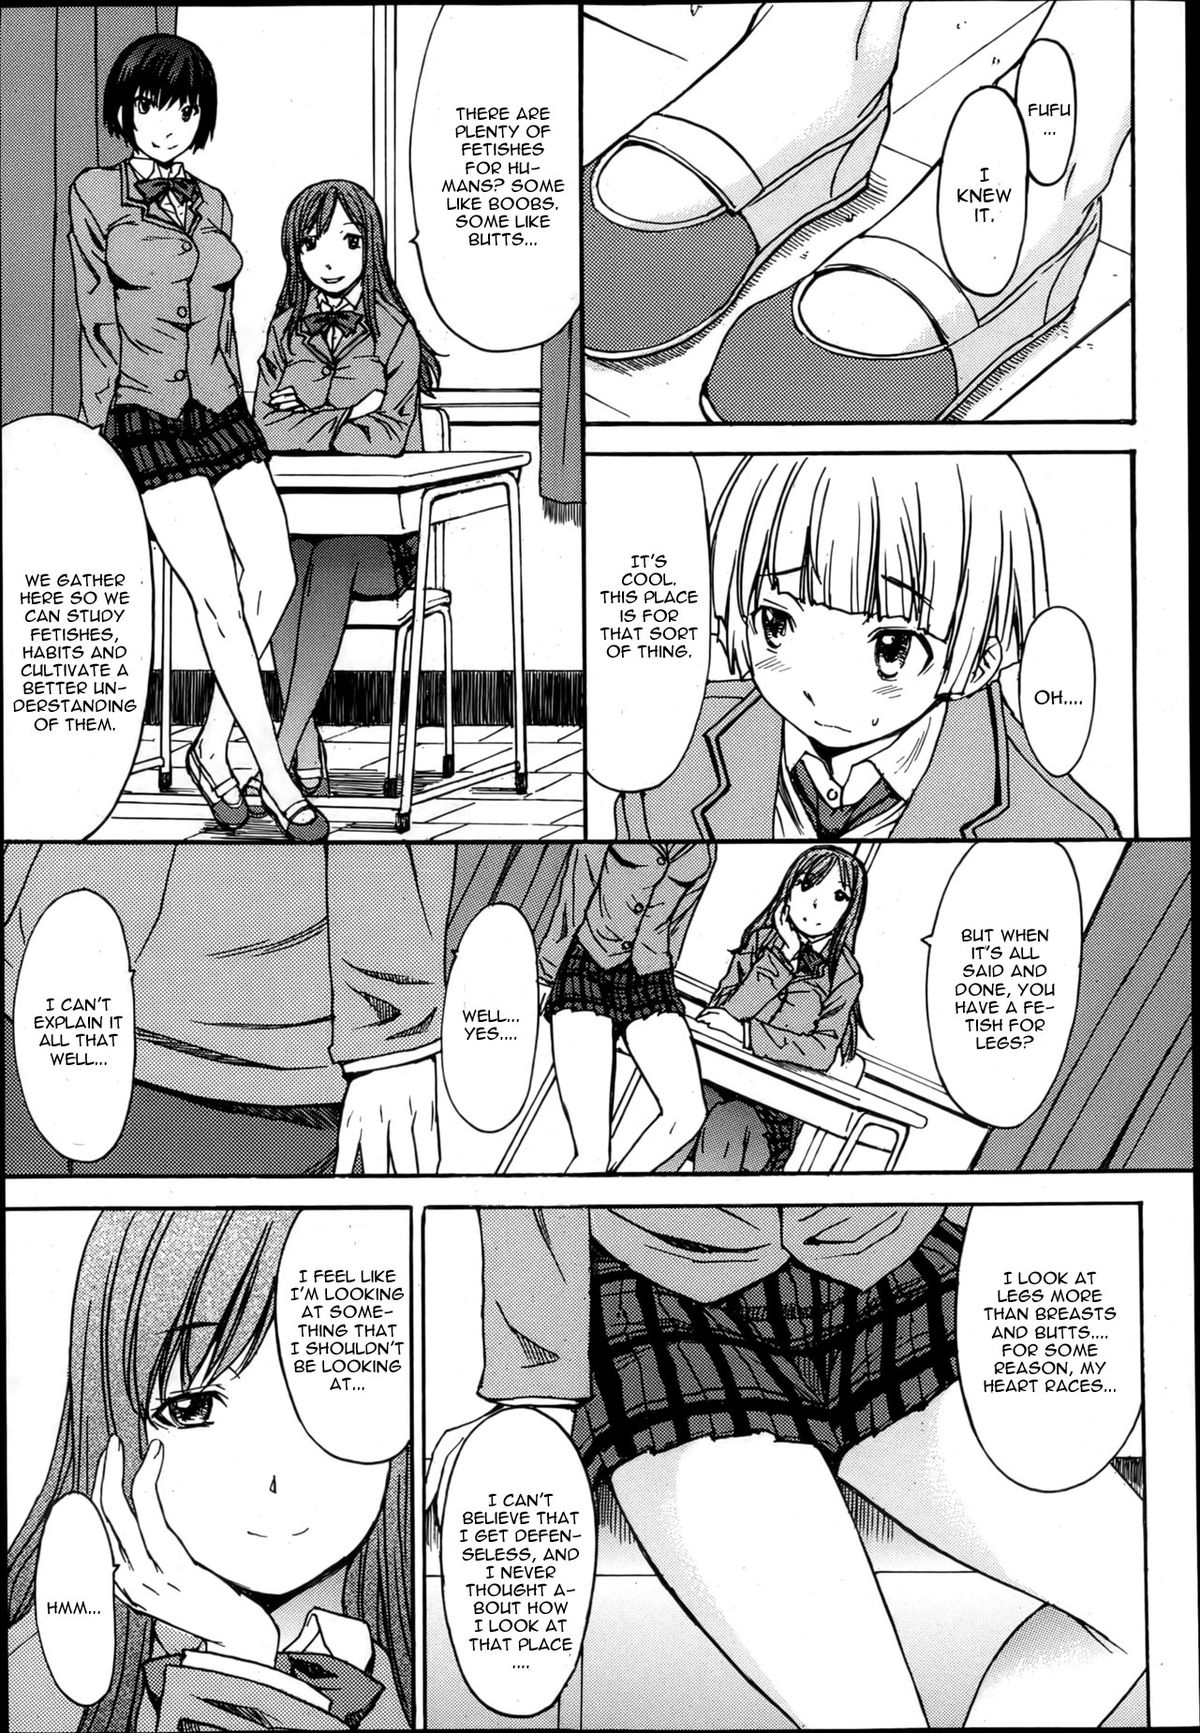 FUFU
...
I
KNEW
IT.
THERE ARE
PLENTY OF
FETISHES
FOR HU-
MANS? SOME
LIKE BOOBS.
SOME LIKE
BUTTS...
WE GATHER
HERE SO WE
CAN STUDY
FETISHES,
HABITS AND
CULTIVATE A
BETTER UN-
DERSTANDING
OF THEM.
OH....
IT'S
COOL.
THIS PLACE
IS FOR
THAT SORT
OF THING.
BUT WHEN
IT'S ALL
SAID AND
DONE, YOU
HAVE A FE-
TISH FOR
LEGS?
WELL...
YES....
I CAN'T
EXPLAIN IT
ALL THAT
WELL...
I LOOK AT
LEGS MORE
THAN BREASTS
AND BUTTS....
FOR SOME
REASON, MY
HEART RACES...
I CAN'T
BELIEVE THAT
I GET DEFEN-
SELESS, AND
I NEVER
THOUGHT A-
BOUT HOW
I LOOK AT
THAT PLACE
....
I FEEL LIKE
I'M LOOKING
AT SOME-
THING THAT
I SHOULDN'T
BE LOOKING
AT...
HMM...